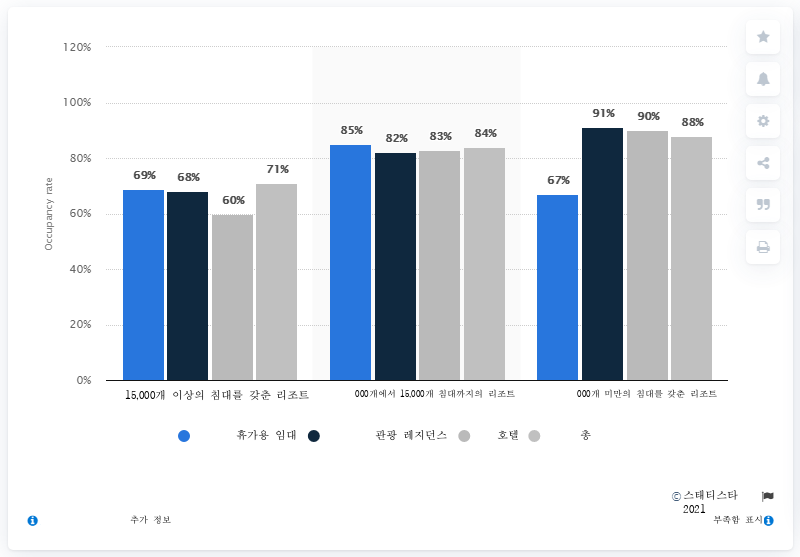 120%
100%
80%
60%
40%
20%
0%
Occupancy rate
69%
68%
60%
71%
85%
82%
83%
84%
67%
91%
90%
88%
15,000개 이상의 침대를 갖춘 리조트
000개에서 15,000개 침대까지의 리조트
000개 미만의 침대를 갖춘 리조트
휴가용 임대
관광 레지던스
호텔
총
© 스태티스타
2021
추가 정보
부족함 표시